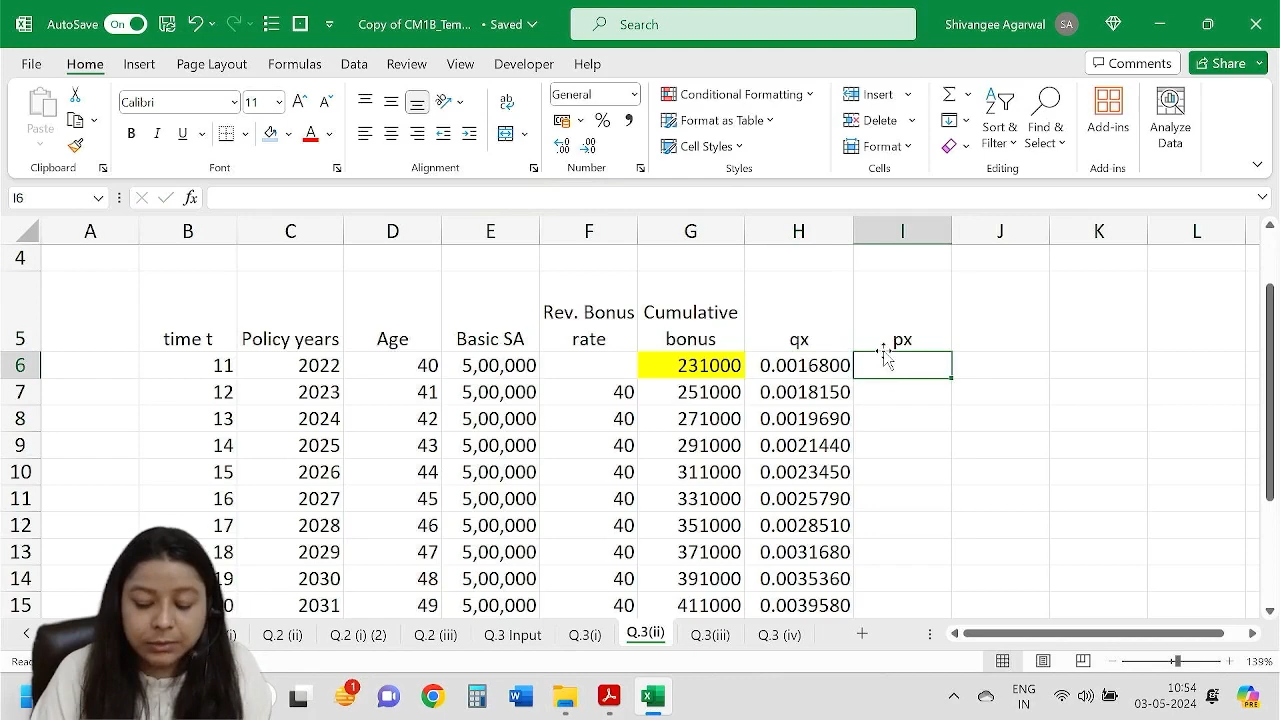 AutoSave On Copy of CM1B_Tem... • Saved Search Shivangee Agarwal SA
File Home Insert Page Layout Formulas Data Review View Developer Help Comments Share
Paste Calibri 11 General Conditional Formatting Insert
B I U A Format as Table Delete Sort & Find & Add-ins Analyze
Cell Styles Format Filter Select Data
Clipboard Font Alignment Number Styles Cells Editing Add-ins
I6 fx
A B C D E F G H I J K L
4
Rev. Bonus Cumulative
5 time t Policy years Age Basic SA rate bonus qx px
6 11 2022 40 5,00,000 231000 0.0016800
7 12 2023 41 5,00,000 40 251000 0.0018150
8 13 2024 42 5,00,000 40 271000 0.0019690
9 14 2025 43 5,00,000 40 291000 0.0021440
10 15 2026 44 5,00,000 40 311000 0.0023450
11 16 2027 45 5,00,000 40 331000 0.0025790
12 17 2028 46 5,00,000 40 351000 0.0028510
13 18 2029 47 5,00,000 40 371000 0.0031680
14 19 2030 48 5,00,000 40 391000 0.0035360
15 0 2031 49 5,00,000 40 411000 0.0039580
Q.2 (ii) Q.2 (i) (2) Q.2 (iii) Q.3 Input Q.3(i) Q.3(ii) Q.3(iii) Q.3 (iv)
139%
1 ENG 10:54
IN 03-05-2024 PRE